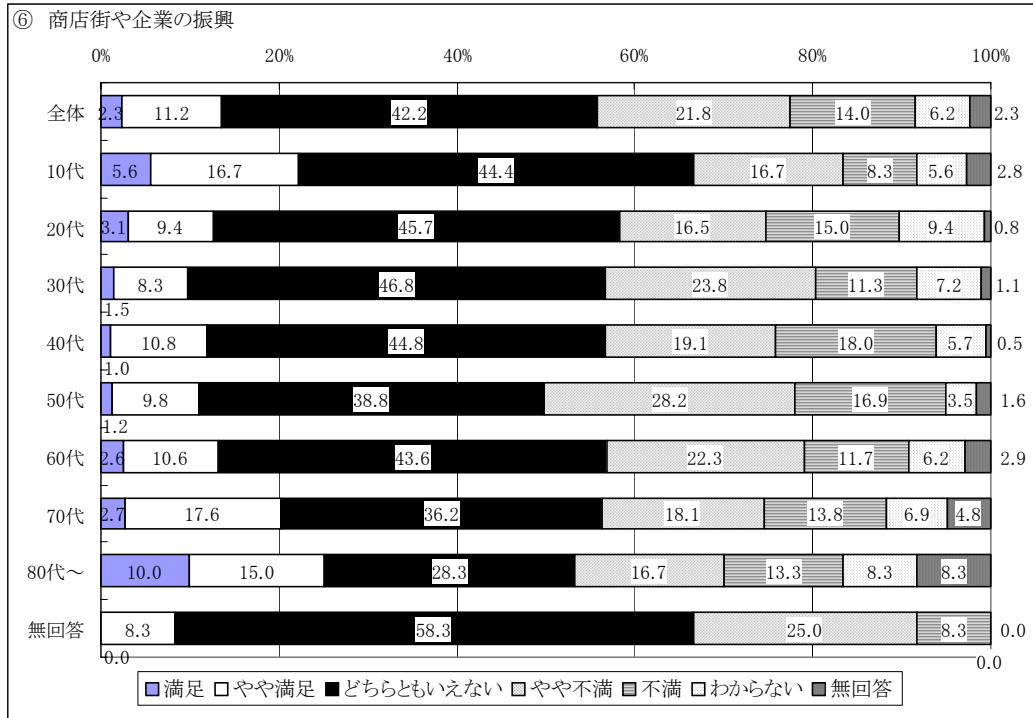 ⑥ 商店街や企業の振興
0% 20% 40% 60% 80% 100%
全体 2.3 11.2 42.2 21.8 14.0 6.2 2.3
10代 5.6 16.7 44.4 16.7 8.3 5.6 2.8
20代 3.1 9.4 45.7 16.5 15.0 9.4 0.8
30代 8.3 46.8 23.8 11.3 7.2 1.1
1.5
40代 10.8 44.8 19.1 18.0 5.7 0.5
1.0
50代 9.8 38.8 28.2 16.9 3.5 1.6
1.2
60代 2.6 10.6 43.6 22.3 11.7 6.2 2.9
70代 2.7 17.6 36.2 18.1 13.8 6.9 4.8
80代～ 10.0 15.0 28.3 16.7 13.3 8.3 8.3
無回答 8.3 58.3 25.0 8.3 0.0
0.0 0.0
満足 やや満足 どちらともいえない やや不満 不満 わからない 無回答